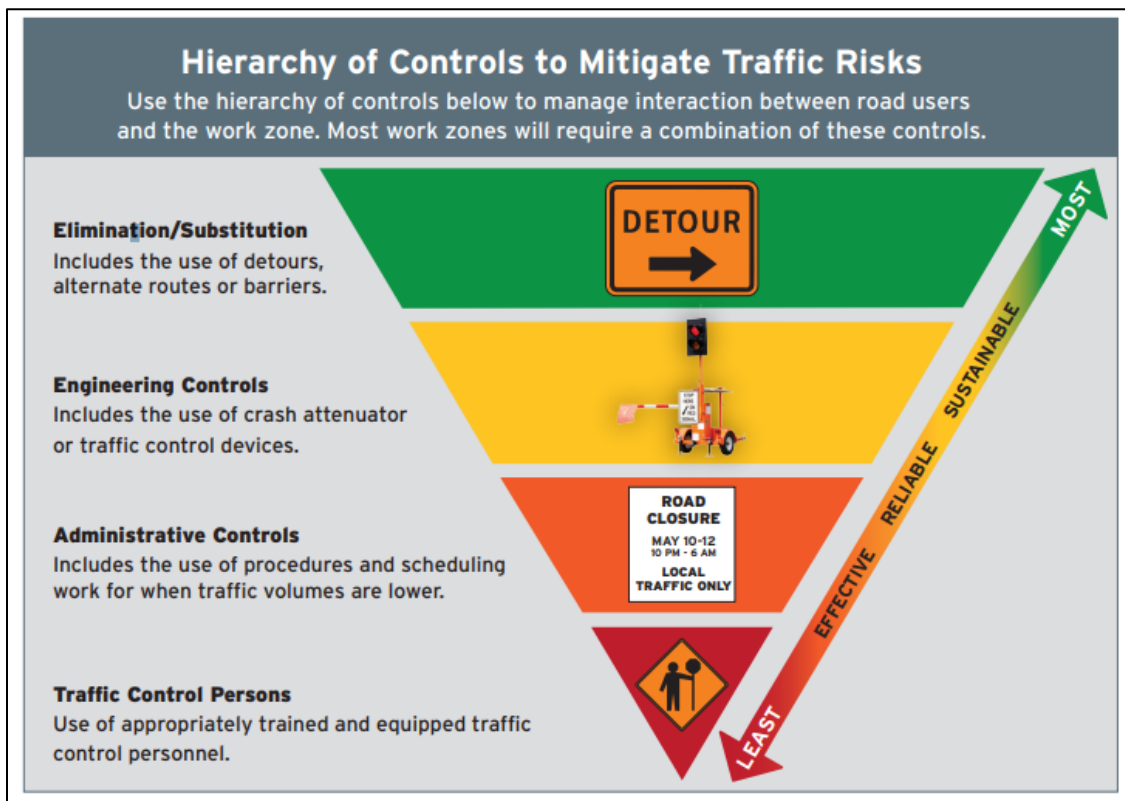 Hierarchy of Controls to Mitigate Traffic Risks
Use the hierarchy of controls below to manage interaction between road users
and the work zone. Most work zones will require a combination of these controls.
Elimination/Substitution
Includes the use of detours,
alternate routes or barriers.
DETOUR
Engineering Controls
Includes the use of crash attenuator
or traffic control devices.
STOP
HERE
ON
RED
SIGNAL
Administrative Controls
Includes the use of procedures and scheduling
work for when traffic volumes are lower.
ROAD
CLOSURE
MAY 10-12
10 PM - 6 AM
LOCAL
TRAFFIC ONLY
Traffic Control Persons
Use of appropriately trained and equipped traffic
control personnel.
LEAST EFFECTIVE RELIABLE SUSTAINABLE MOST